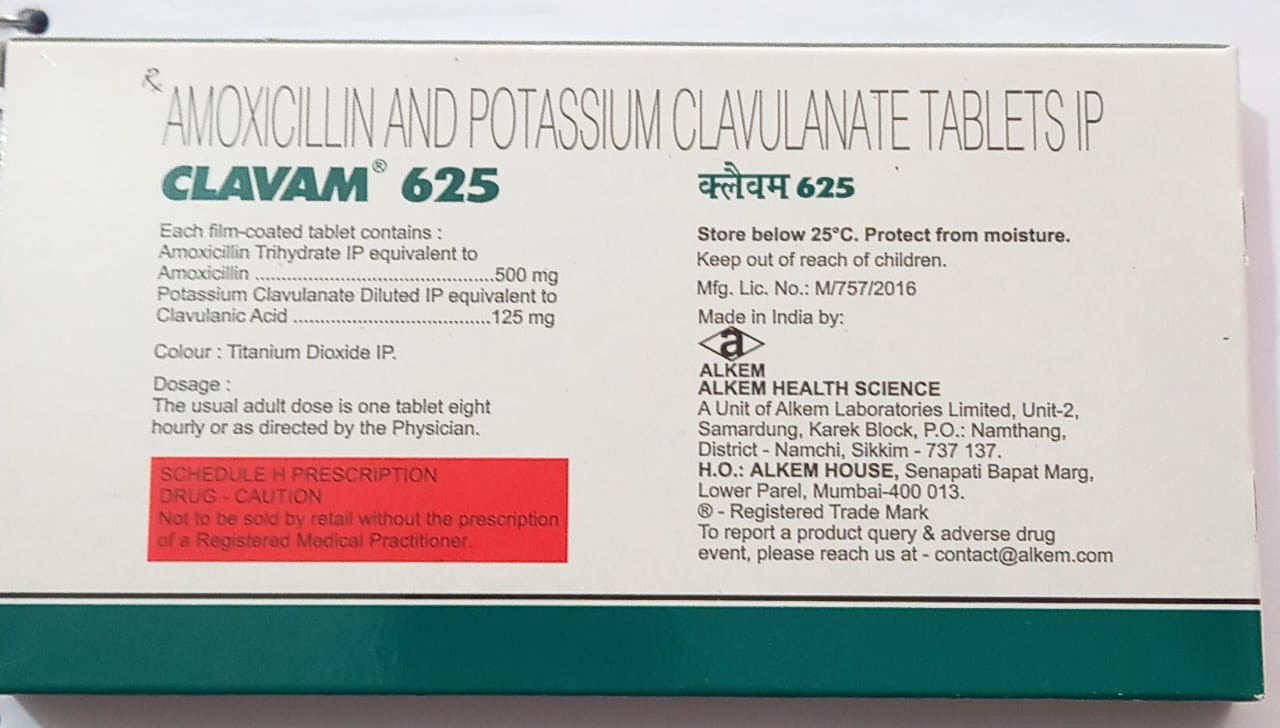 Rx AMOXICILLIN AND POTASSIUM CLAVULANATE TABLETS IP
CLAVAM® 625
Each film-coated tablet contains :
Amoxicillin Trihydrate IP equivalent to
Amoxicillin .............................................500 mg
Potassium Clavulanate Diluted IP equivalent to
Clavulanic Acid .....................................125 mg
Colour : Titanium Dioxide IP.
Dosage :
The usual adult dose is one tablet eight
hourly or as directed by the Physician.
SCHEDULE H PRESCRIPTION
DRUG - CAUTION
Not to be sold by retail without the prescription
of a Registered Medical Practitioner.
क्लैवम 625
Store below 25°C. Protect from moisture.
Keep out of reach of children.
Mfg. Lic. No.: M/757/2016
Made in India by:
a
ALKEM
ALKEM HEALTH SCIENCE
A Unit of Alkem Laboratories Limited, Unit-2,
Samardung, Karek Block, P.O.: Namthang,
District - Namchi, Sikkim - 737 137.
H.O.: ALKEM HOUSE, Senapati Bapat Marg,
Lower Parel, Mumbai-400 013.
® - Registered Trade Mark
To report a product query & adverse drug
event, please reach us at - contact@alkem.com